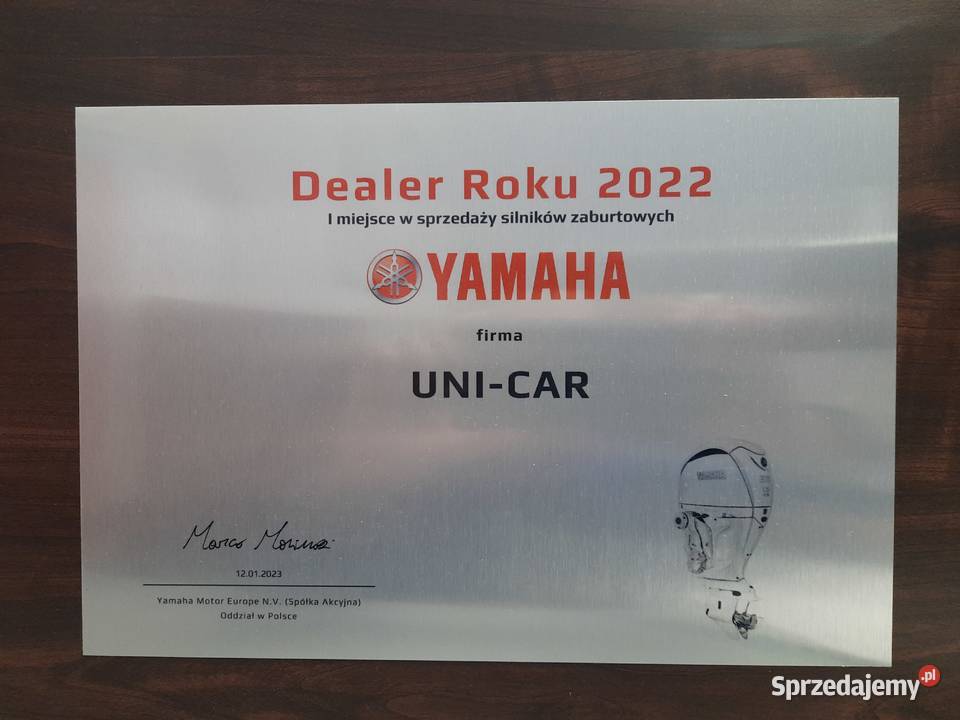 Dealer Roku 2022
I miejsce w sprzedaży silników zaburtowych
YAMAHA
firma
UNI-CAR
Marco
12.01.2023
Yamaha Motor Europe N.V. (Spółka Akcyjna)
Oddział w Polsce
Sprzedajemy.pl